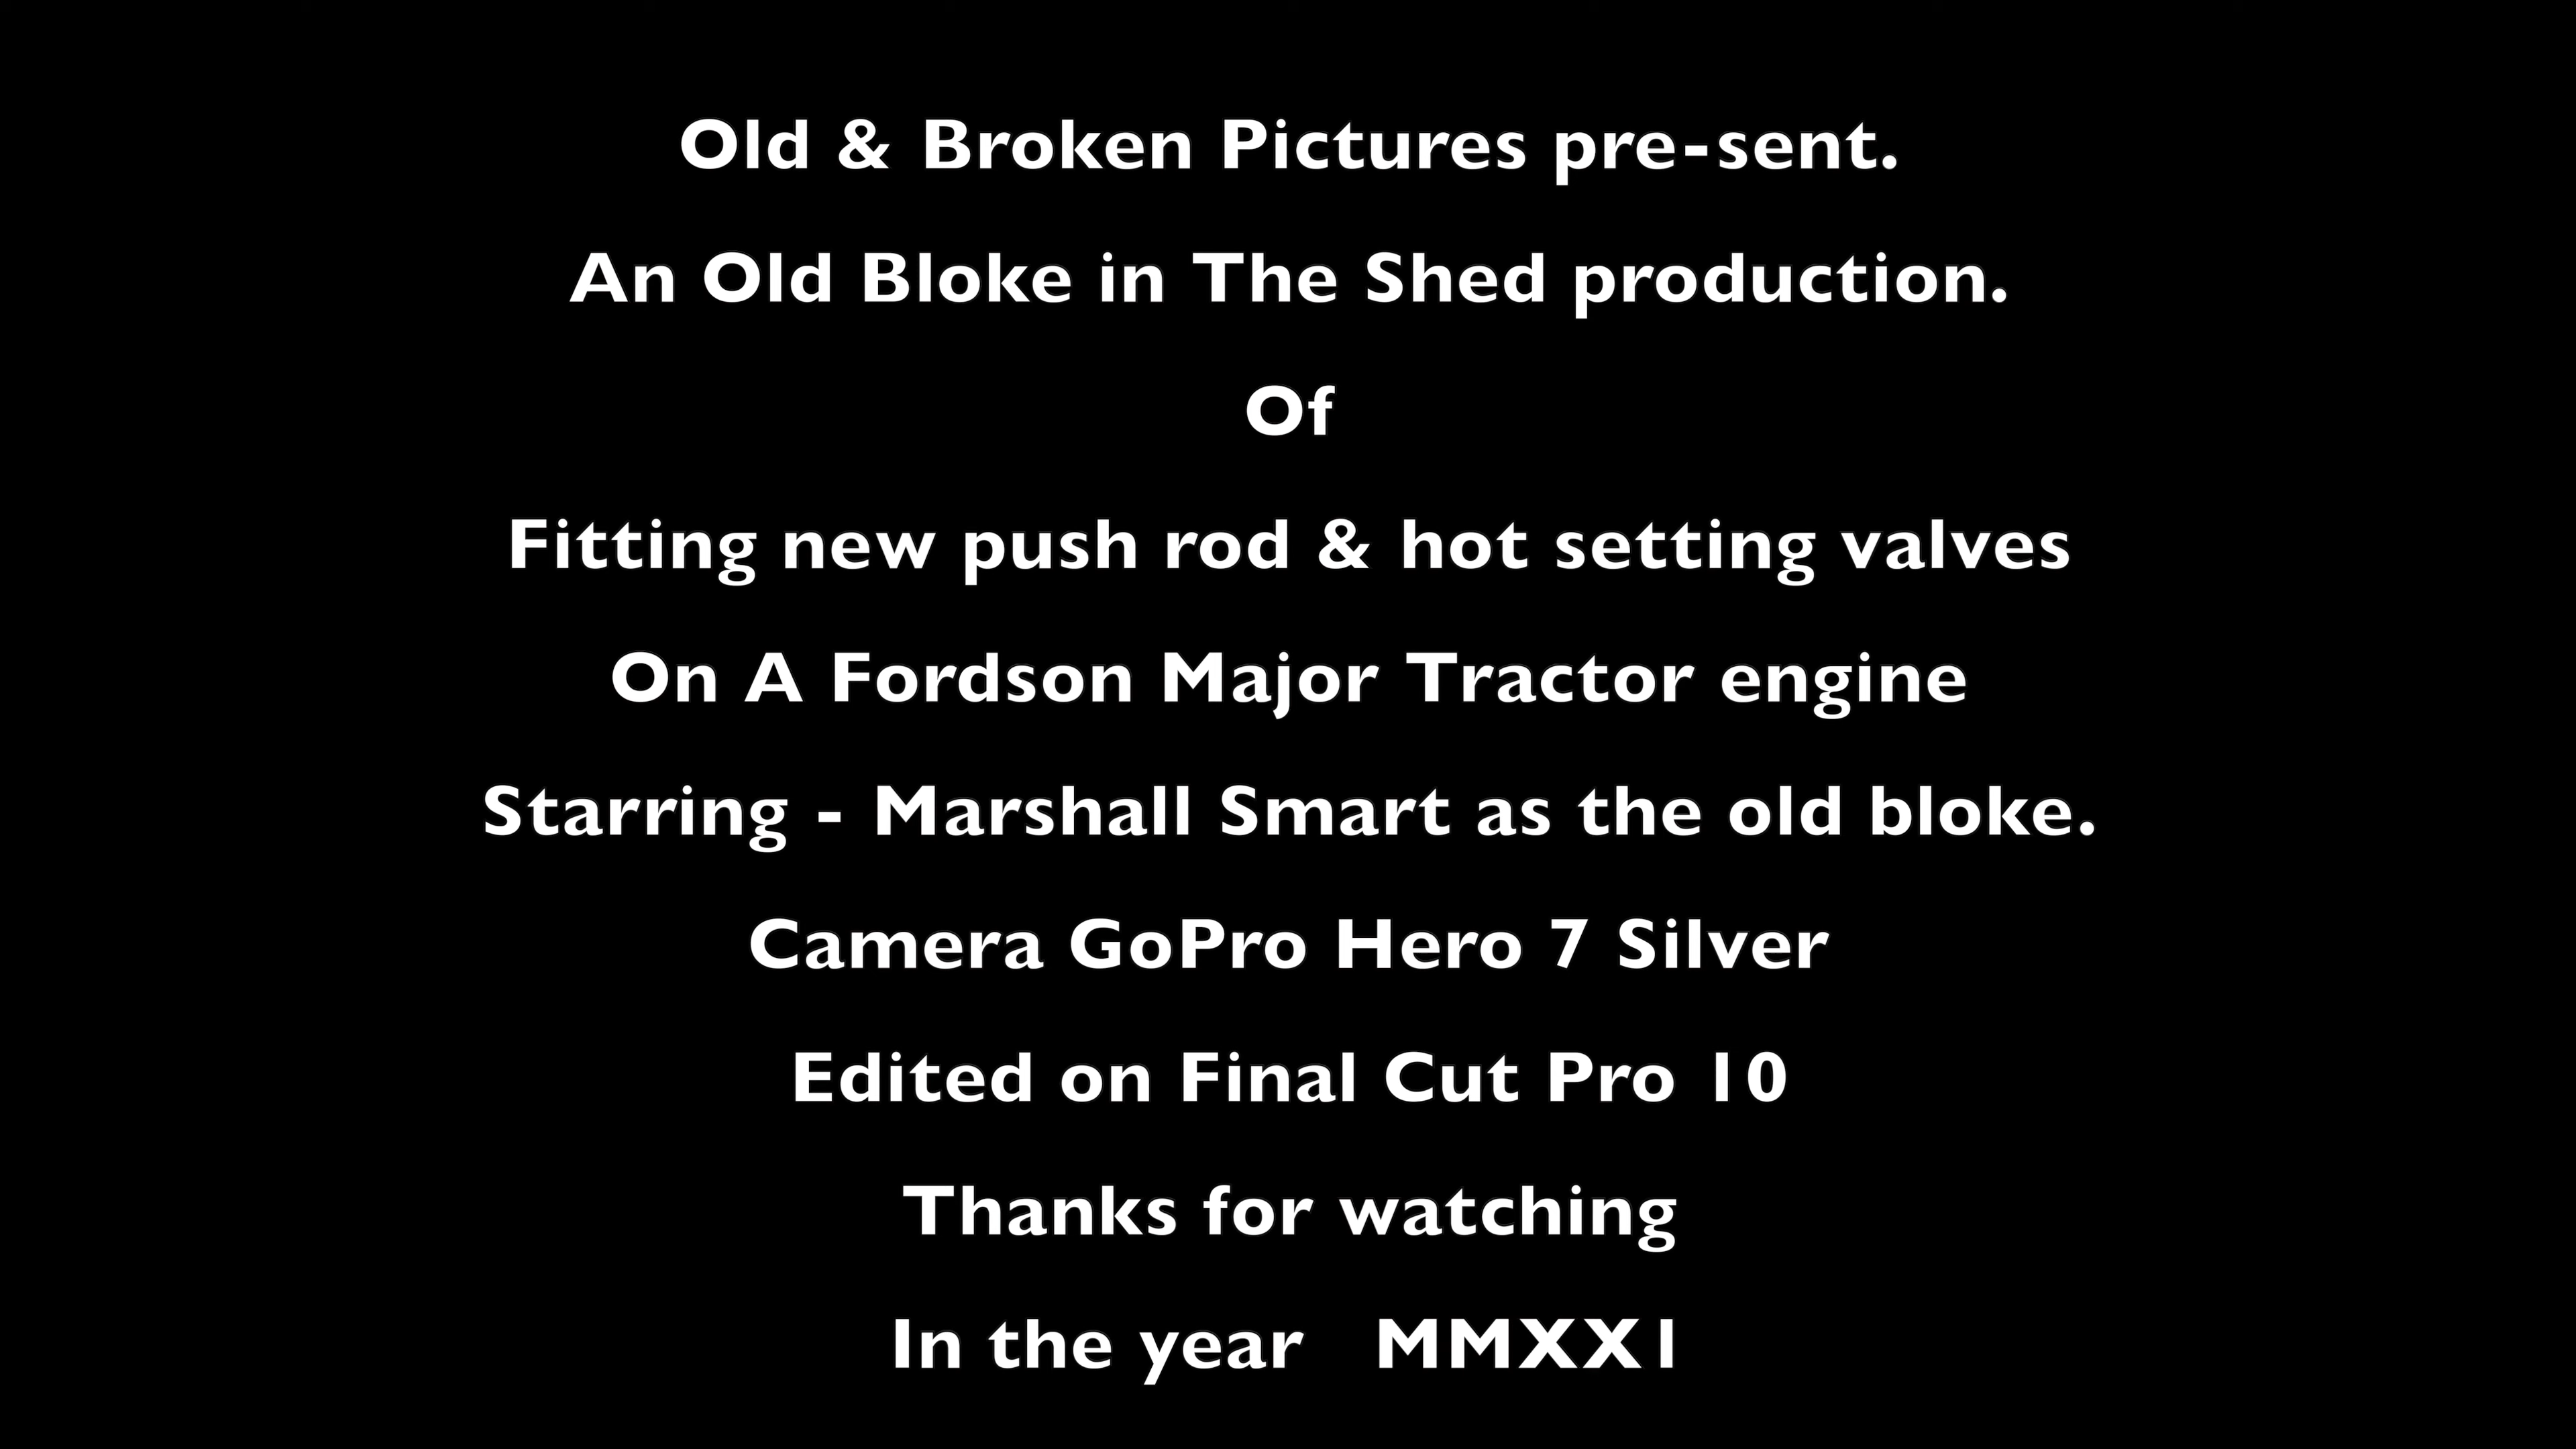 Old & Broken Pictures pre-sent.
An Old Bloke in The Shed production.
Of
Fitting new push rod & hot setting valves
On A Fordson Major Tractor engine
Starring - Marshall Smart as the old bloke.
Camera GoPro Hero 7 Silver
Edited on Final Cut Pro 10
Thanks for watching
In the year MMXX1